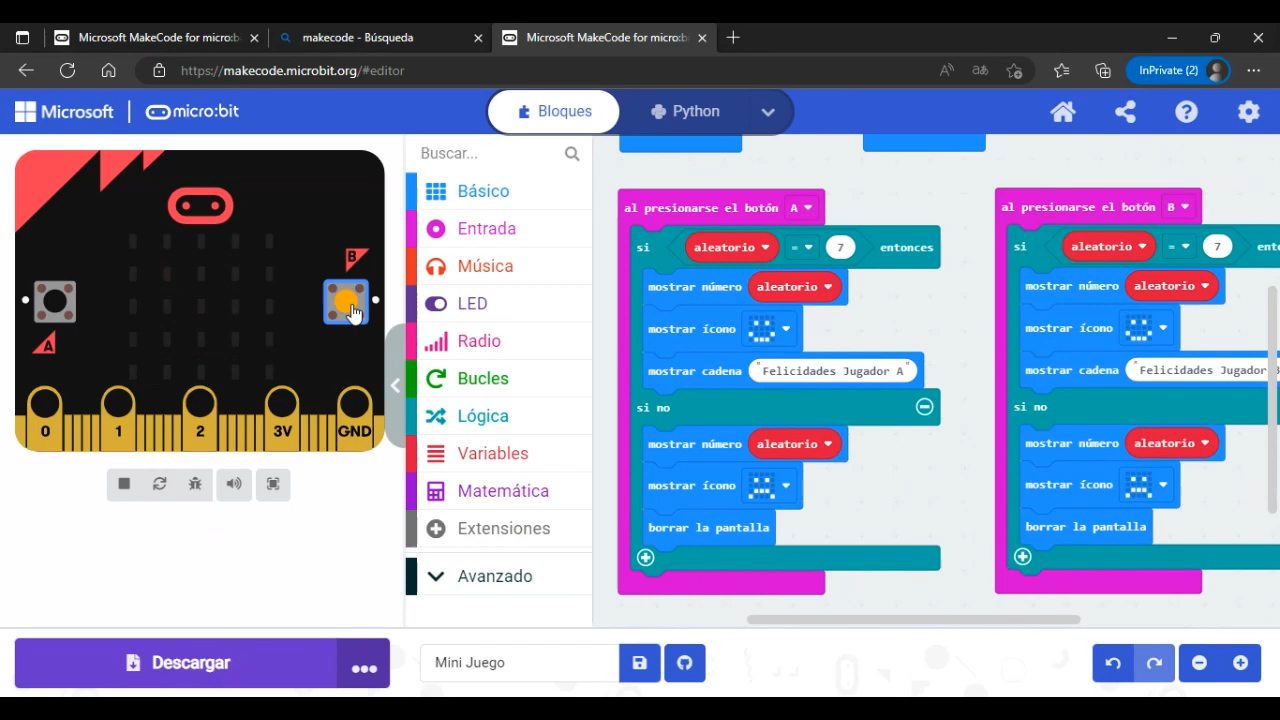 Microsoft MakeCode for micro:b
makecode - Búsqueda
Microsoft MakeCode for micro:b
https://makecode.microbit.org/#editor
InPrivate (2)
Microsoft
micro:bit
Bloques
Python
Buscar...
Básico
Entrada
Música
LED
Radio
Bucles
Lógica
Variables
Matemática
Extensiones
Avanzado
B
A
0 1 2 3V GND
al presionarse el botón A
si aleatorio = 7 entonces
mostrar número aleatorio
mostrar ícono
mostrar cadena "Felicidades Jugador A"
si no
mostrar número aleatorio
mostrar ícono
borrar la pantalla
al presionarse el botón B
si aleatorio = 7
mostrar número aleatorio
mostrar ícono
mostrar cadena "Felicidades Jugador B
si no
mostrar número aleatorio
mostrar ícono
borrar la pantalla
Descargar
Mini Juego